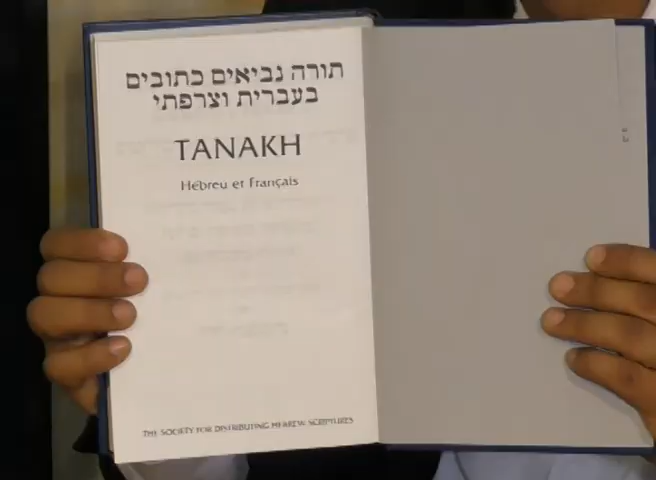 תורה נביאים כתובים
בעברית וצרפתי
TANAKH
Hébreu et Français
THE SOCIETY FOR DISTRIBUTING HEBREW SCRIPTURES